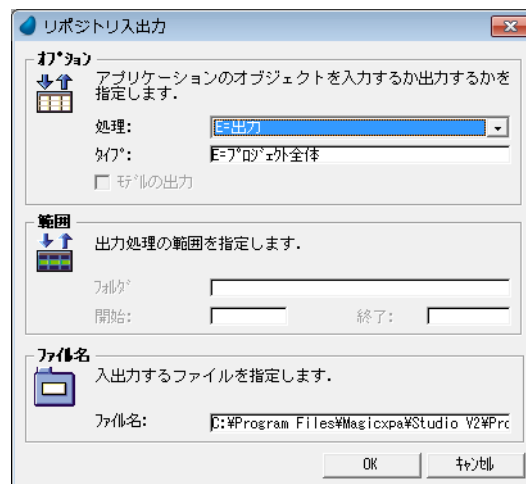 リポジトリ入出力
オプション
アプリケーションのオブジェクトを入力するか出力するかを
指定します.
処理:
E=出力
タイプ:
E=プロジェクト全体
モデルの出力
範囲
出力処理の範囲を指定します.
フォルダ
開始:
終了:
ファイル名
入出力するファイルを指定します.
ファイル名:
C:¥Program Files¥Magicxpa¥Studio V2¥Prc
OK
キャンセル